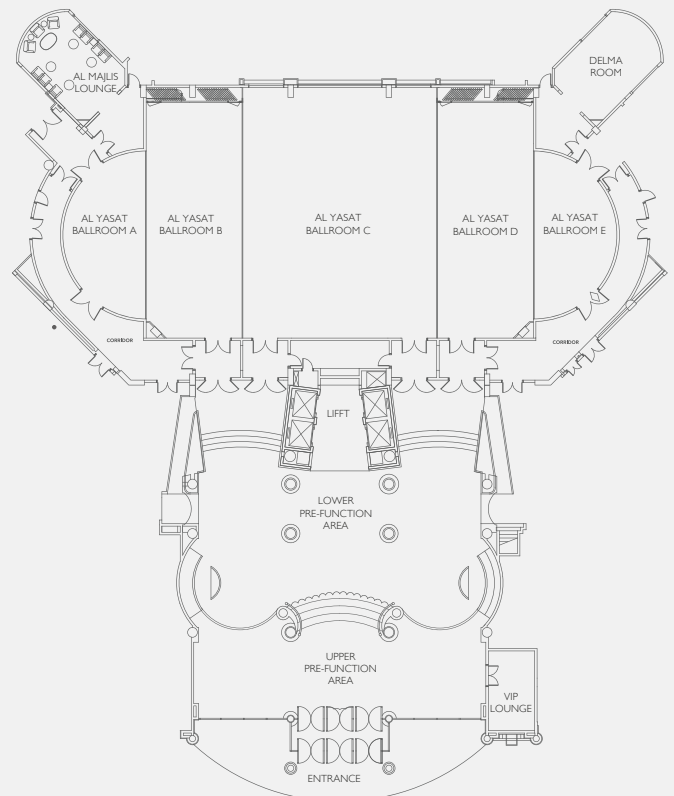 AL MAJLIS
LOUNGE
DELMA
ROOM
AL YASAT
BALLROOM A
AL YASAT
BALLROOM B
AL YASAT
BALLROOM C
AL YASAT
BALLROOM D
AL YASAT
BALLROOM E
CORRIDOR
CORRIDOR
LIFFT
LOWER
PRE-FUNCTION
AREA
UPPER
PRE-FUNCTION
AREA
VIP
LOUNGE
ENTRANCE